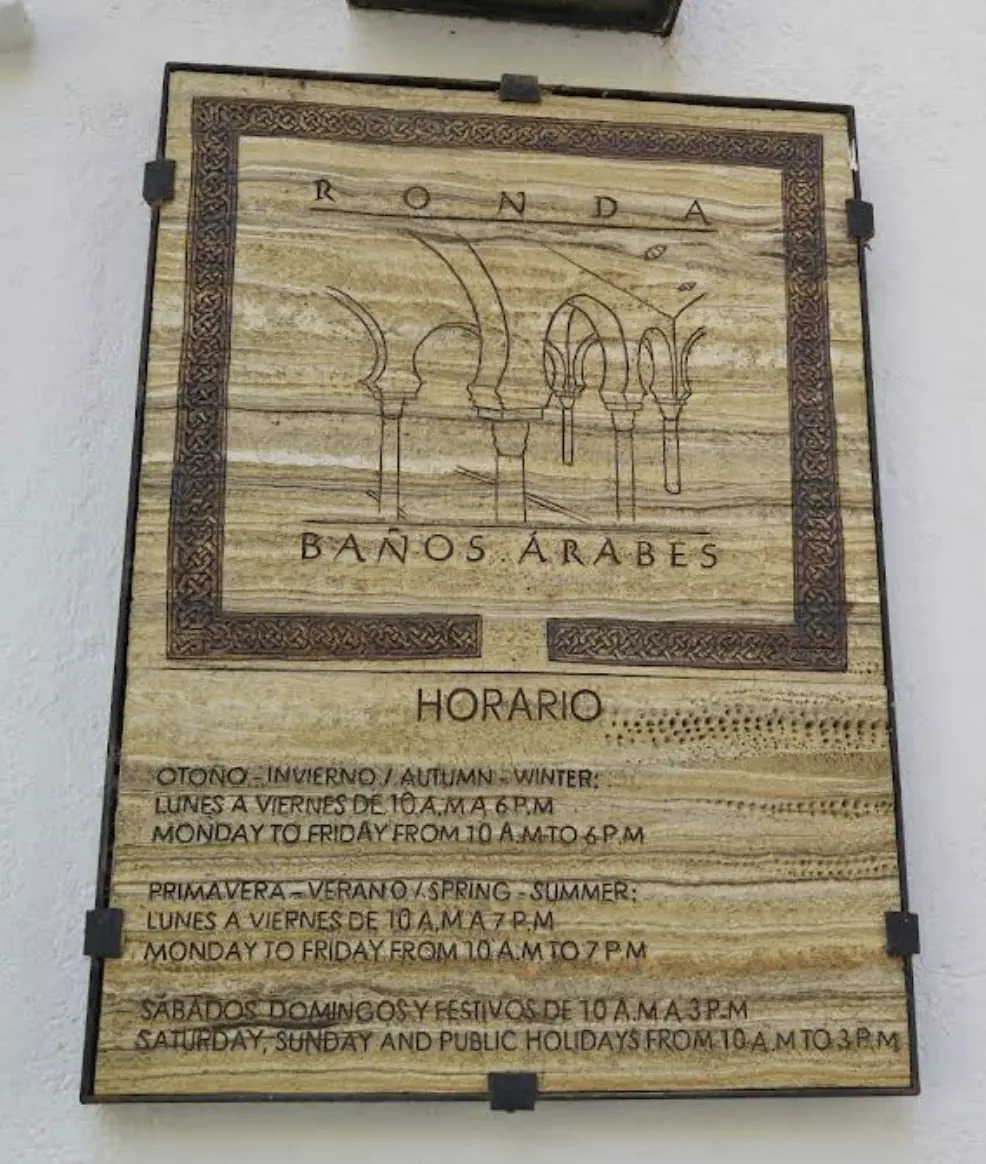 RONDA
BAÑOS ÁRABES
HORARIO
OTOÑO - INVIERNO / AUTUMN - WINTER:
LUNES A VIERNES DE 10 A.M A 6 P.M
MONDAY TO FRIDAY FROM 10 A.M TO 6 P.M
PRIMAVERA - VERANO / SPRING - SUMMER:
LUNES A VIERNES DE 10 A.M A 7 P.M
MONDAY TO FRIDAY FROM 10 A.M TO 7 P M
SÁBADOS, DOMINGOS Y FESTIVOS DE 10 A.M A 3 P.M
SATURDAY, SUNDAY AND PUBLIC HOLIDAYS FROM 10 A.M TO 3 P.M